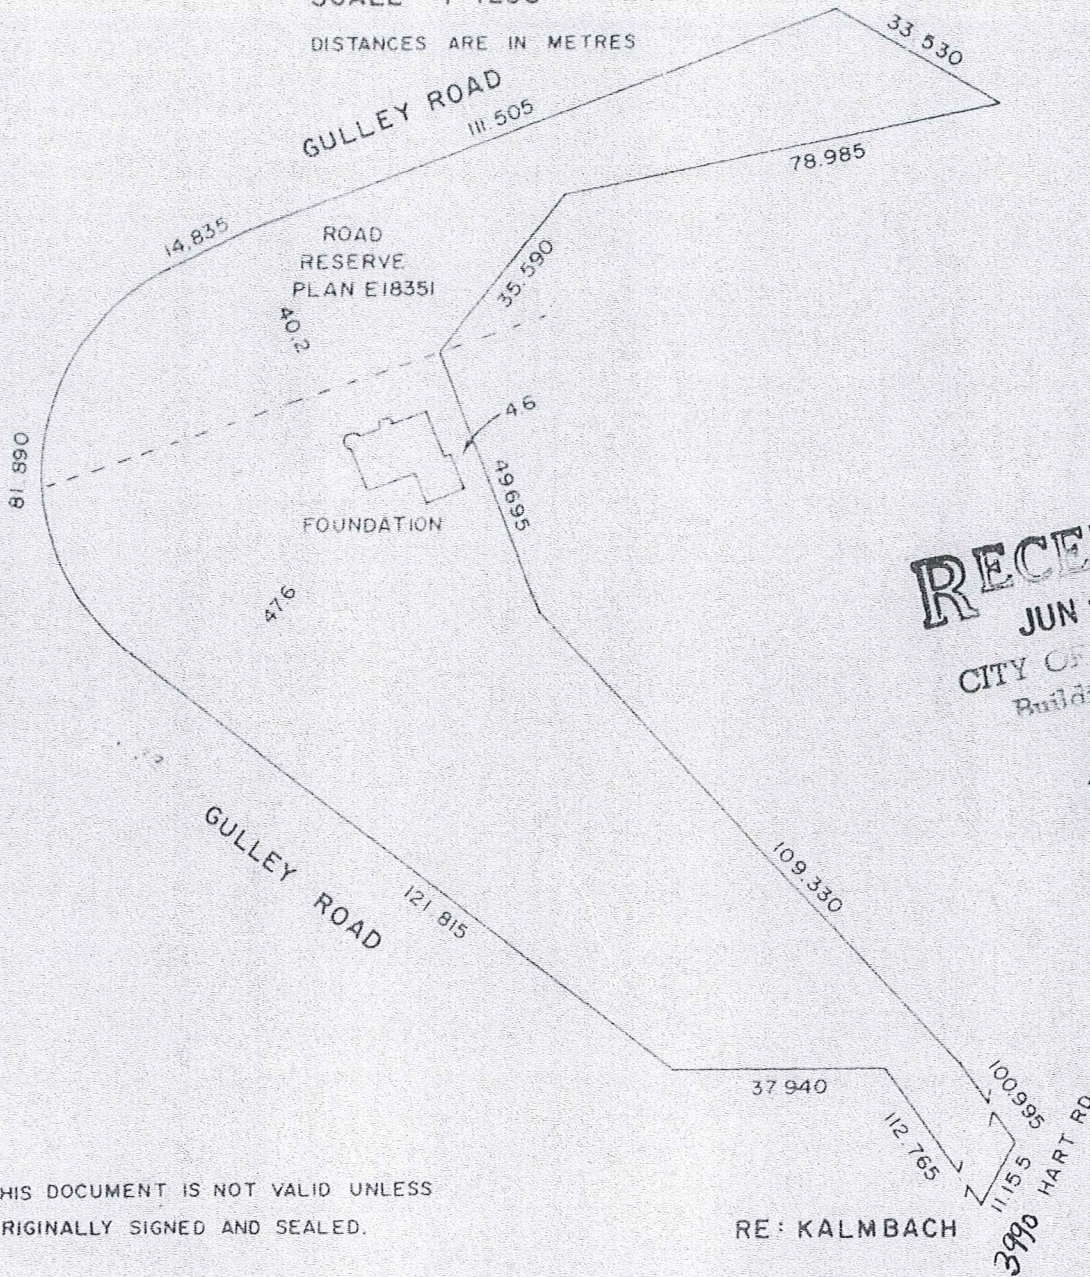 DISTANCES ARE IN METRES
33.530
GULLEY ROAD
111.505
78.985
14.835
ROAD
RESERVE
PLAN E18351
35.590
40.2
4.6
81.890
49.695
FOUNDATION
47.6
JUN
CITY OF
GULLEY ROAD
109.330
121.815
37.940
100.995
112.765
11.155
HART RD
3990
HIS DOCUMENT IS NOT VALID UNLESS
RIGINALLY SIGNED AND SEALED.
RE: KALMBACH